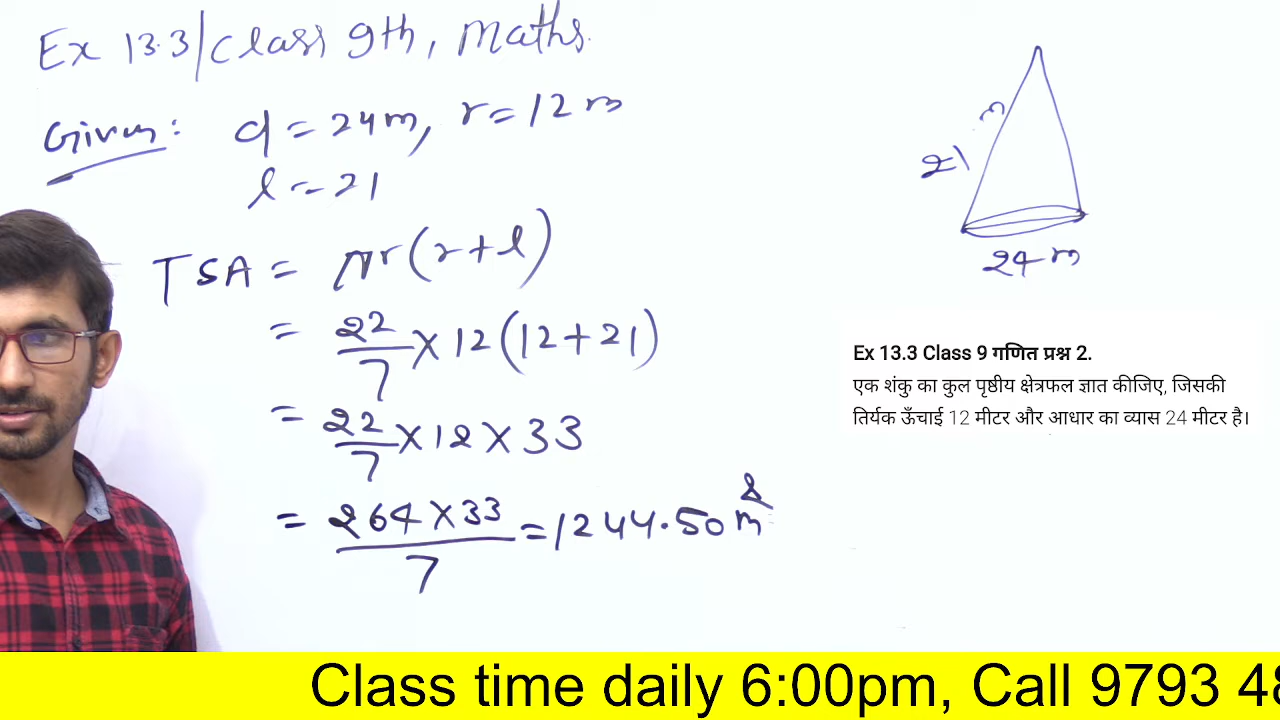 Ex 13.3/Class 9th, Maths.
Given: d = 24m, r = 12 m
l = 21
TSA = πr(r+l)
= 22/7 × 12(12+21)
= 22/7 × 12 × 33
= 264×33/7 = 1244.50 m²
21 m
24 m
Ex 13.3 Class 9 गणित प्रश्न 2.
एक शंकु का कुल पृष्ठीय क्षेत्रफल ज्ञात कीजिए, जिसकी
तिर्यक ऊँचाई 12 मीटर और आधार का व्यास 24 मीटर है।
Class time daily 6:00pm, Call 9793 48